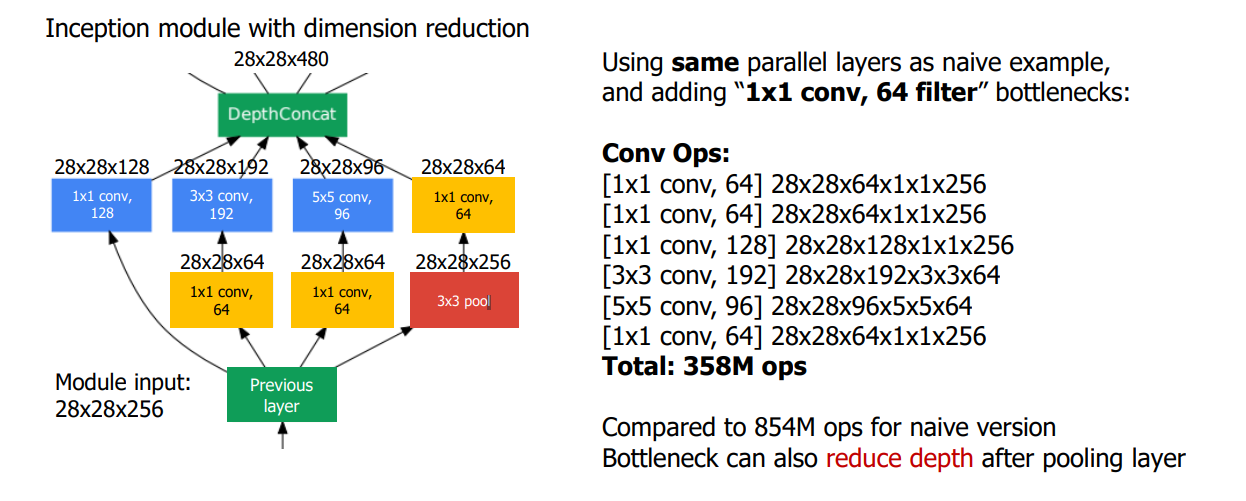 Inception module with dimension reduction
28x28x480
DepthConcat
28x28x128
28x28x192
28x28x96
28x28x64
1x1 conv,
128
3x3 conv,
192
5x5 conv,
96
1x1 conv,
64
28x28x64
28x28x64
28x28x256
1x1 conv,
64
1x1 conv,
64
3x3 pool
Module input:
28x28x256
Previous
layer
Using same parallel layers as naive example,
and adding “1x1 conv, 64 filter” bottlenecks:
Conv Ops:
[1x1 conv, 64] 28x28x64x1x1x256
[1x1 conv, 64] 28x28x64x1x1x256
[1x1 conv, 128] 28x28x128x1x1x256
[3x3 conv, 192] 28x28x192x3x3x64
[5x5 conv, 96] 28x28x96x5x5x64
[1x1 conv, 64] 28x28x64x1x1x256
Total: 358M ops
Compared to 854M ops for naive version
Bottleneck can also reduce depth after pooling layer